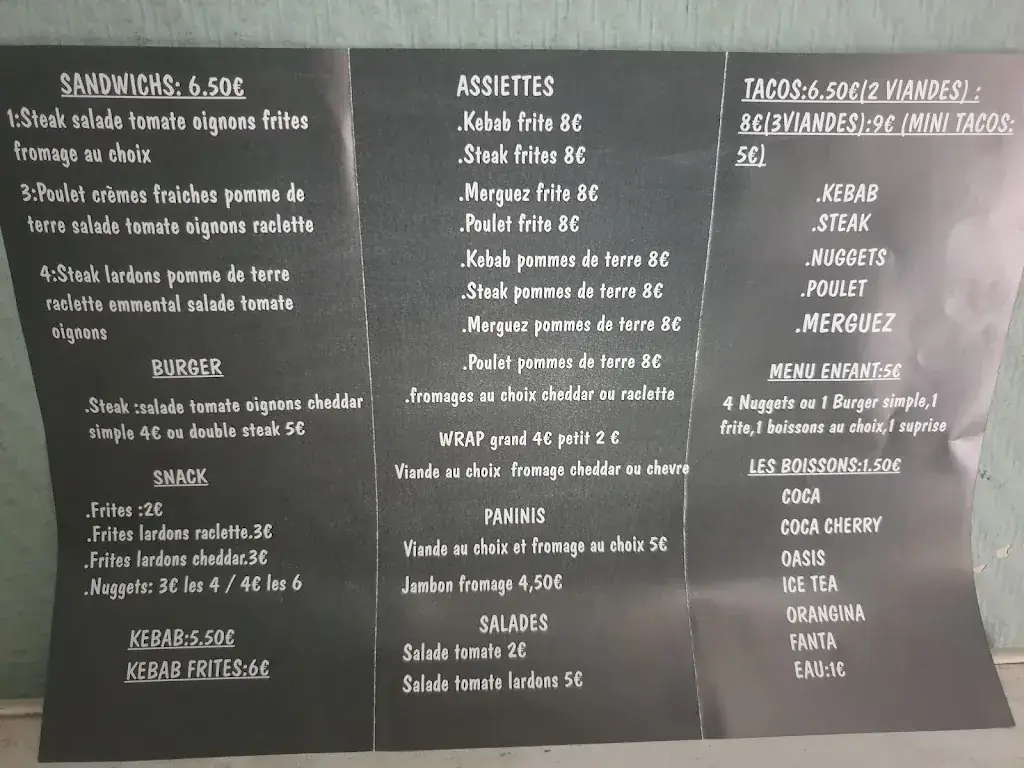 SANDWICHS: 6.50€
1:Steak salade tomate oignons frites
fromage au choix
3:Poulet crèmes fraiches pomme de
terre salade tomate oignons raclette
4:Steak lardons pomme de terre
raclette emmental salade tomate
oignons
BURGER
.Steak :salade tomate oignons cheddar
simple 4€ ou double steak 5€
SNACK
.Frites :2€
.Frites lardons raclette.3€
.Frites lardons cheddar.3€
.Nuggets: 3€ les 4 / 4€ les 6
KEBAB:5.50€
KEBAB FRITES:6€
ASSIETTES
.Kebab frite 8€
.Steak frites 8€
.Merguez frite 8€
.Poulet frite 8€
.Kebab pommes de terre 8€
.Steak pommes de terre 8€
.Merguez pommes de terre 8€
.Poulet pommes de terre 8€
.fromages au choix cheddar ou raclette
WRAP grand 4€ petit 2 €
Viande au choix fromage cheddar ou chevre
PANINIS
Viande au choix et fromage au choix 5€
Jambon fromage 4,50€
SALADES
Salade tomate 2€
Salade tomate lardons 5€
TACOS:6.50€(2 VIANDES) :
8€(3VIANDES):9€ (MINI TACOS:
5€)
.KEBAB
.STEAK
.NUGGETS
.POULET
.MERGUEZ
MENU ENFANT:5€
4 Nuggets ou 1 Burger simple,1
frite,1 boissons au choix,1 suprise
LES BOISSONS:1.50€
COCA
COCA CHERRY
OASIS
ICE TEA
ORANGINA
FANTA
EAU:1€